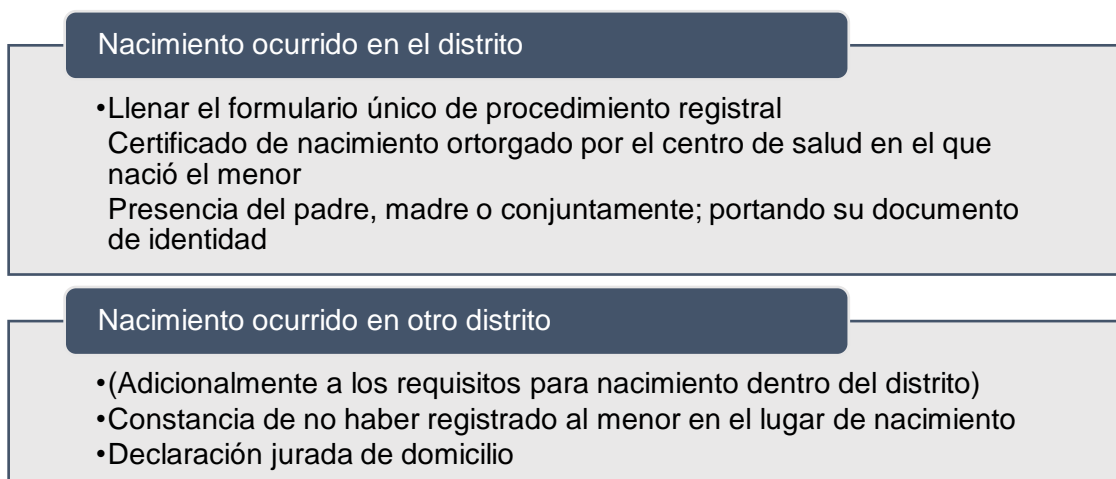 Nacimiento ocurrido en el distrito
•Llenar el formulario único de procedimiento registral
Certificado de nacimiento ortorgado por el centro de salud en el que
nació el menor
Presencia del padre, madre o conjuntamente; portando su documento
de identidad
Nacimiento ocurrido en otro distrito
•(Adicionalmente a los requisitos para nacimiento dentro del distrito)
•Constancia de no haber registrado al menor en el lugar de nacimiento
•Declaración jurada de domicilio